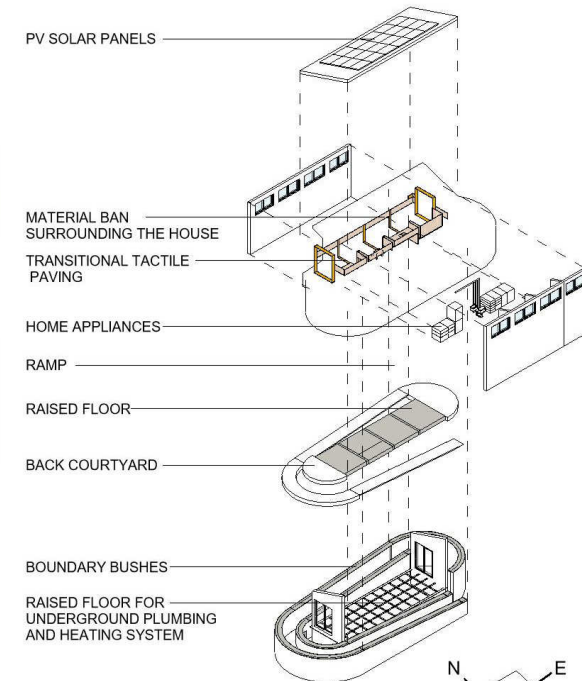 PV SOLAR PANELS
MATERIAL BAN
SURROUNDING THE HOUSE
TRANSITIONAL TACTILE
PAVING
HOME APPLIANCES
RAMP
RAISED FLOOR
BACK COURTYARD
BOUNDARY BUSHES
RAISED FLOOR FOR
UNDERGROUND PLUMBING
AND HEATING SYSTEM
N
E